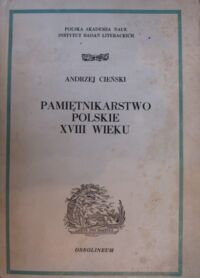 POLSKA AKADEMIA NAUK
INSTYTUT BADAŃ LITERACKICH
ANDRZEJ CIEŃSKI
PAMIĘTNIKARSTWO
POLSKIE
XVIII WIEKU
OSSOLINEUM